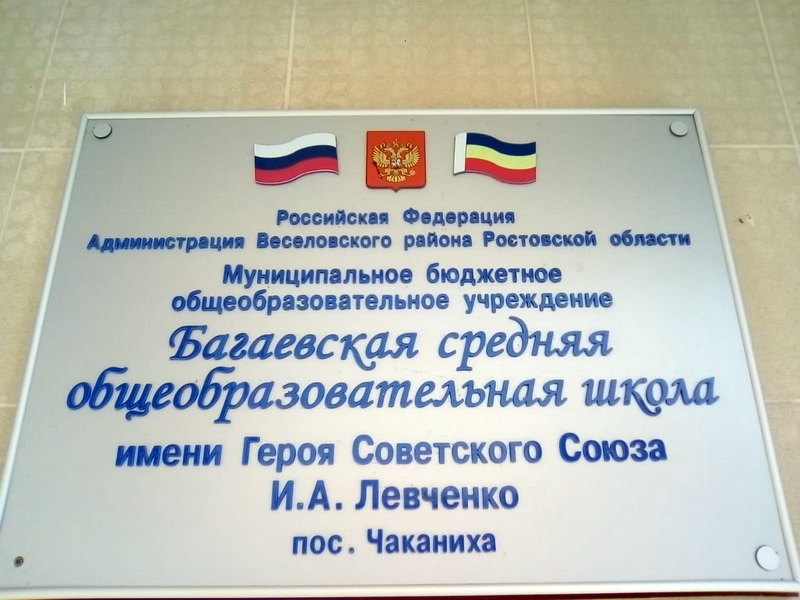 Российская Федерация
Администрация Веселовского района Ростовской области
Муниципальное бюджетное
общеобразовательное учреждение
Багаевская средняя
общеобразовательная школа
имени Героя Советского Союза
И.А. Левченко
пос. Чаканиха